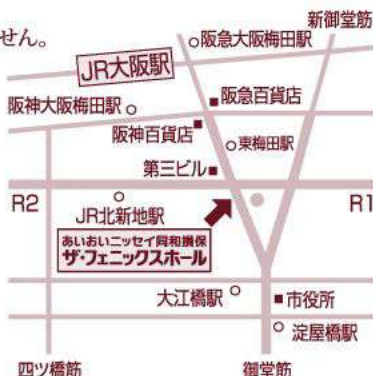 せん。
新御堂筋
阪急大阪梅田駅
JR大阪駅
阪神大阪梅田駅
阪急百貨店
阪神百貨店
東梅田駅
第三ビル
R2
R1
JR北新地駅
あいおいニッセイ同和損保
ザ・フェニックスホール
大江橋駅
市役所
淀屋橋駅
四ツ橋筋
御堂筋